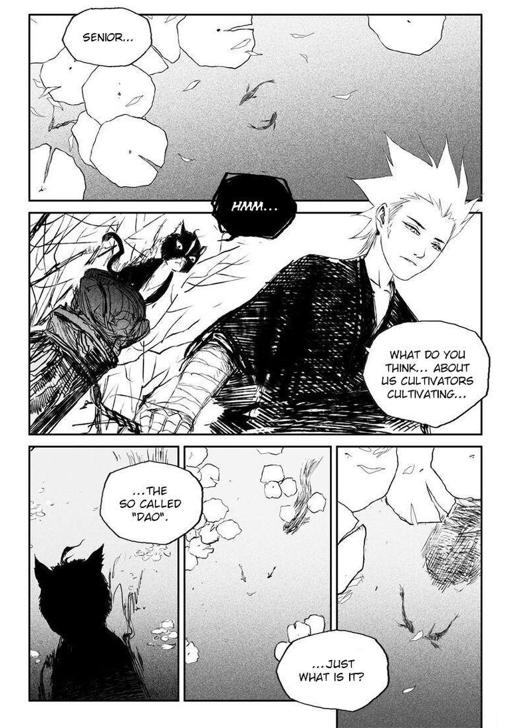 SENIOR...
HMM...
WHAT DO YOU
THINK... ABOUT
US CULTIVATORS
CULTIVATING...
...THE
SO CALLED
"DAO".
...JUST
WHAT IS IT?